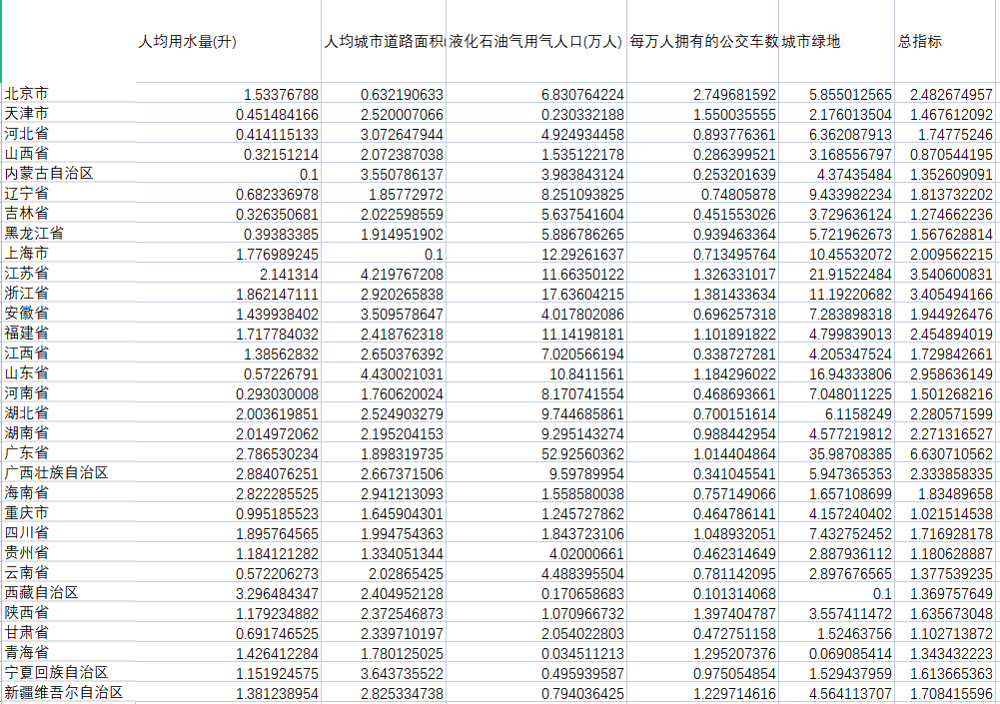 人均用水量(升) 人均城市道路面积( 液化石油气用气人口(万人) 每万人拥有的公交车数 城市绿地 总指标
北京市 1.53376788 0.632190633 6.830764224 2.749681592 5.855012565 2.482674957
天津市 0.451484166 2.520007066 0.230332188 1.550035555 2.176013504 1.467612092
河北省 0.414115133 3.072647944 4.924934458 0.893776361 6.362087913 1.74775246
山西省 0.32151214 2.072387038 1.535122178 0.286399521 3.168556797 0.870544195
内蒙古自治区 0.1 3.550786137 3.983843124 0.253201639 4.37435484 1.352609091
辽宁省 0.682336978 1.85772972 8.251093825 0.74805878 9.433982234 1.813732202
吉林省 0.326350681 2.022598559 5.637541604 0.451553026 3.729636124 1.274662236
黑龙江省 0.39383385 1.914951902 5.886786265 0.939463364 5.721962673 1.567628814
上海市 1.776989245 0.1 12.29261637 0.713495764 10.45532072 2.009562215
江苏省 2.141314 4.219767208 11.66350122 1.326331017 21.91522484 3.540600831
浙江省 1.862147111 2.920265838 17.63604215 1.381433634 11.19220682 3.405494166
安徽省 1.439938402 3.509578647 4.017802086 0.696257318 7.283898318 1.944926476
福建省 1.717784032 2.418762318 11.14198181 1.101891822 4.799839013 2.454894019
江西省 1.38562832 2.650376392 7.020566194 0.338727281 4.205347524 1.729842661
山东省 0.57226791 4.430021031 10.8411561 1.184296022 16.94333806 2.958636149
河南省 0.293030008 1.760620024 8.170741554 0.468693661 7.048011225 1.501268216
湖北省 2.003619851 2.524903279 9.744685861 0.700151614 6.1158249 2.280571599
湖南省 2.014972062 2.195204153 9.295143274 0.988442954 4.577219812 2.271316527
广东省 2.786530234 1.898319735 52.92560362 1.014404864 35.98708385 6.630710562
广西壮族自治区 2.884076251 2.667371506 9.59789954 0.341045541 5.947365353 2.333858335
海南省 2.822285525 2.941213093 1.558580038 0.757149066 1.657108699 1.83489658
重庆市 0.995185523 1.645904301 1.245727862 0.464786141 4.157240402 1.021514538
四川省 1.895764565 1.994754363 1.843723106 1.048932051 7.432752452 1.716928178
贵州省 1.184121282 1.334051344 4.02000661 0.462314649 2.887936112 1.180628887
云南省 0.572206273 2.02865425 4.488395504 0.781142095 2.897676565 1.377539235
西藏自治区 3.296484347 2.404952128 0.170658683 0.101314068 0.1 1.369757649
陕西省 1.179234882 2.372546873 1.070966732 1.397404787 3.557411472 1.635673048
甘肃省 0.691746525 2.339710197 2.054022803 0.472751158 1.52463756 1.102713872
青海省 1.426412284 1.780125025 0.034511213 1.295207376 0.069085414 1.343432223
宁夏回族自治区 1.151924575 3.643735522 0.495939587 0.975054854 1.529437959 1.613665363
新疆维吾尔自治区 1.381238954 2.825334738 0.794036425 1.229714616 4.564113707 1.708415596